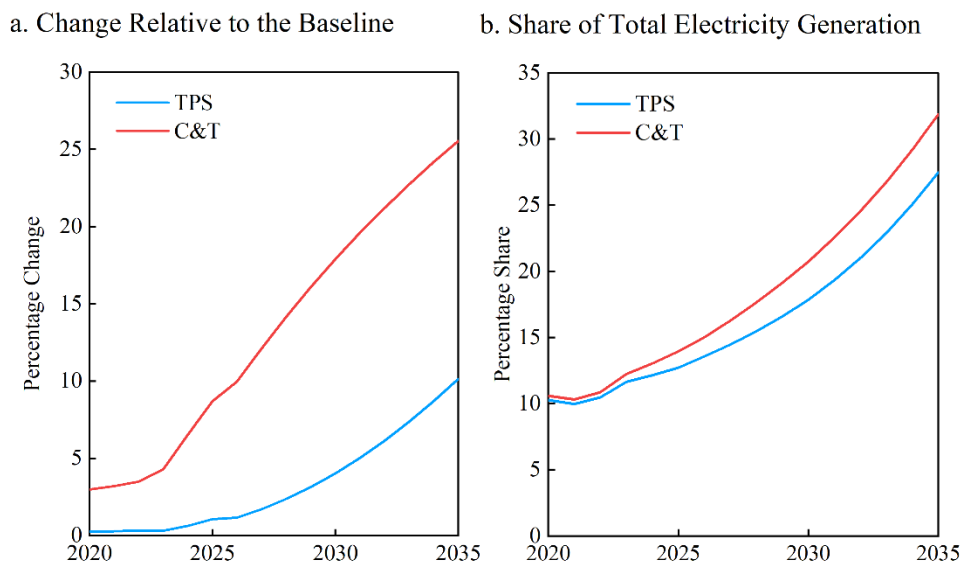 a. Change Relative to the Baseline
30
25
20
15
10
5
0
Percentage Change
TPS
C&T
2020
2025
2030
2035
b. Share of Total Electricity Generation
35
30
25
20
15
10
5
0
Percentage Share
TPS
C&T
2020
2025
2030
2035